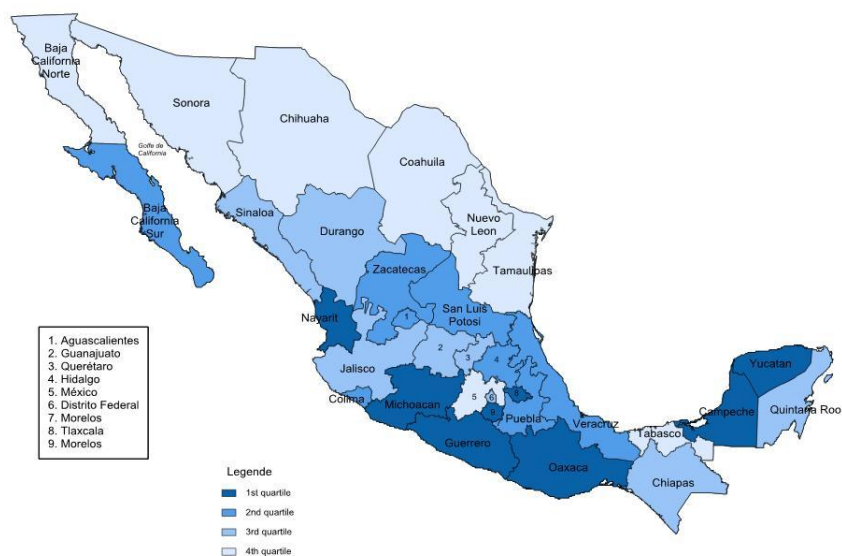 Baja
California
Norte
Sonora
Chihuaha
Golfe de
California
Coahuila
Baja
California
Sur
Sinaloa
Durango
Nuevo
Leon
Tamaulipas
Zacatecas
San Luis
Potosi
Nayarit
1
2
3
4
Jalisco
Colima
Michoacan
5
6
8
9
Puebla
Veracruz
Guerrero
Oaxaca
Tabasco
Chiapas
Campeche
Yucatan
Quintana Roo
1. Aguascalientes
2. Guanajuato
3. Querétaro
4. Hidalgo
5. México
6. Distrito Federal
7. Morelos
8. Tlaxcala
9. Morelos
Legende
1st quartile
2nd quartile
3rd quartile
4th quartile